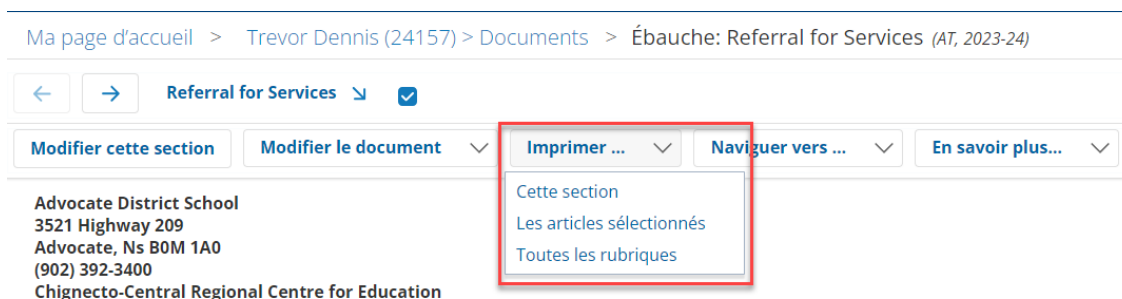 Ma page d'accueil > Trevor Dennis (24157) > Documents > Ébauche: Referral for Services (AT, 2023-24)
Referral for Services
Modifier cette section Modifier le document Imprimer ... Naviguer vers ... En savoir plus...
Cette section
Les articles sélectionnés
Toutes les rubriques
Advocate District School
3521 Highway 209
Advocate, Ns B0M 1A0
(902) 392-3400
Chignecto-Central Regional Centre for Education